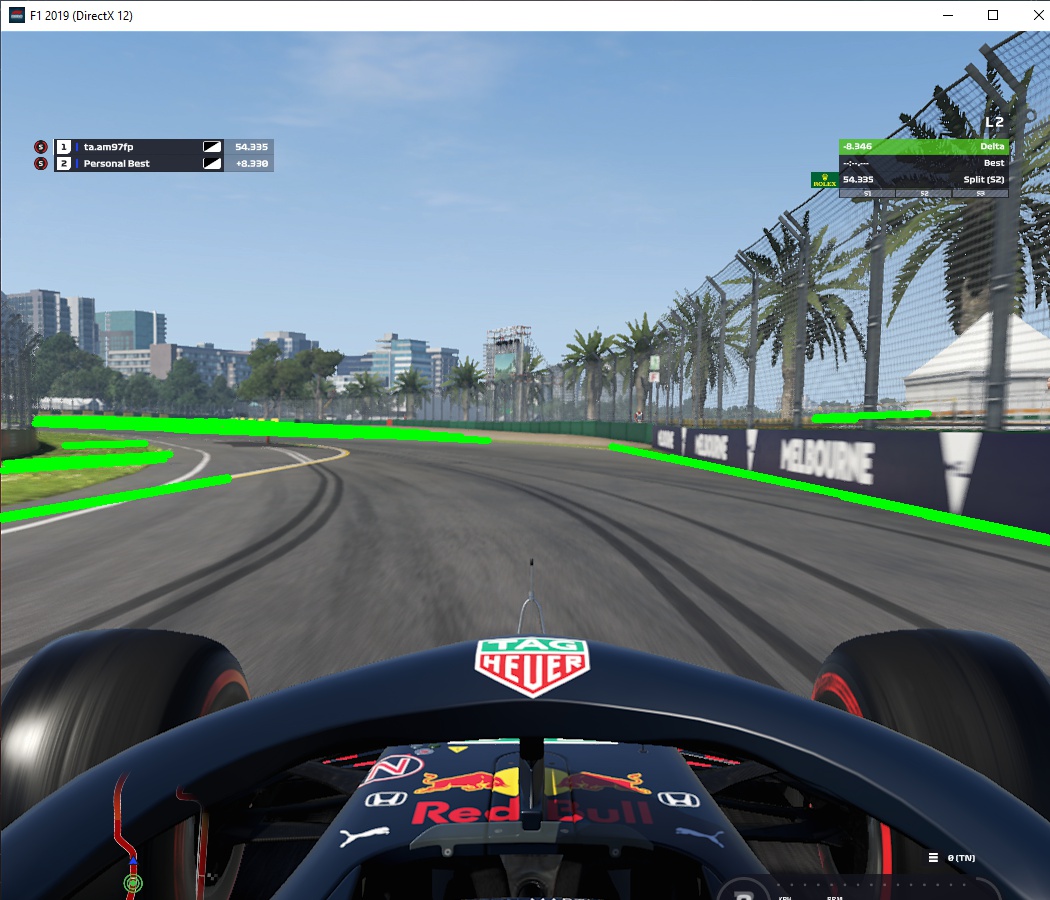 F1 2019 (DirectX 12)
L2
S 1 ta.am97fp 54.335
S 2 Personal Best +8.330
-8.346 Delta
--:--.--- Best
ROLEX 54.335 Split (S2)
S1 S2 S3
MELBOURNE
MELBOURNE
TAG
HEUER
N
Red Bull
0 (TN)